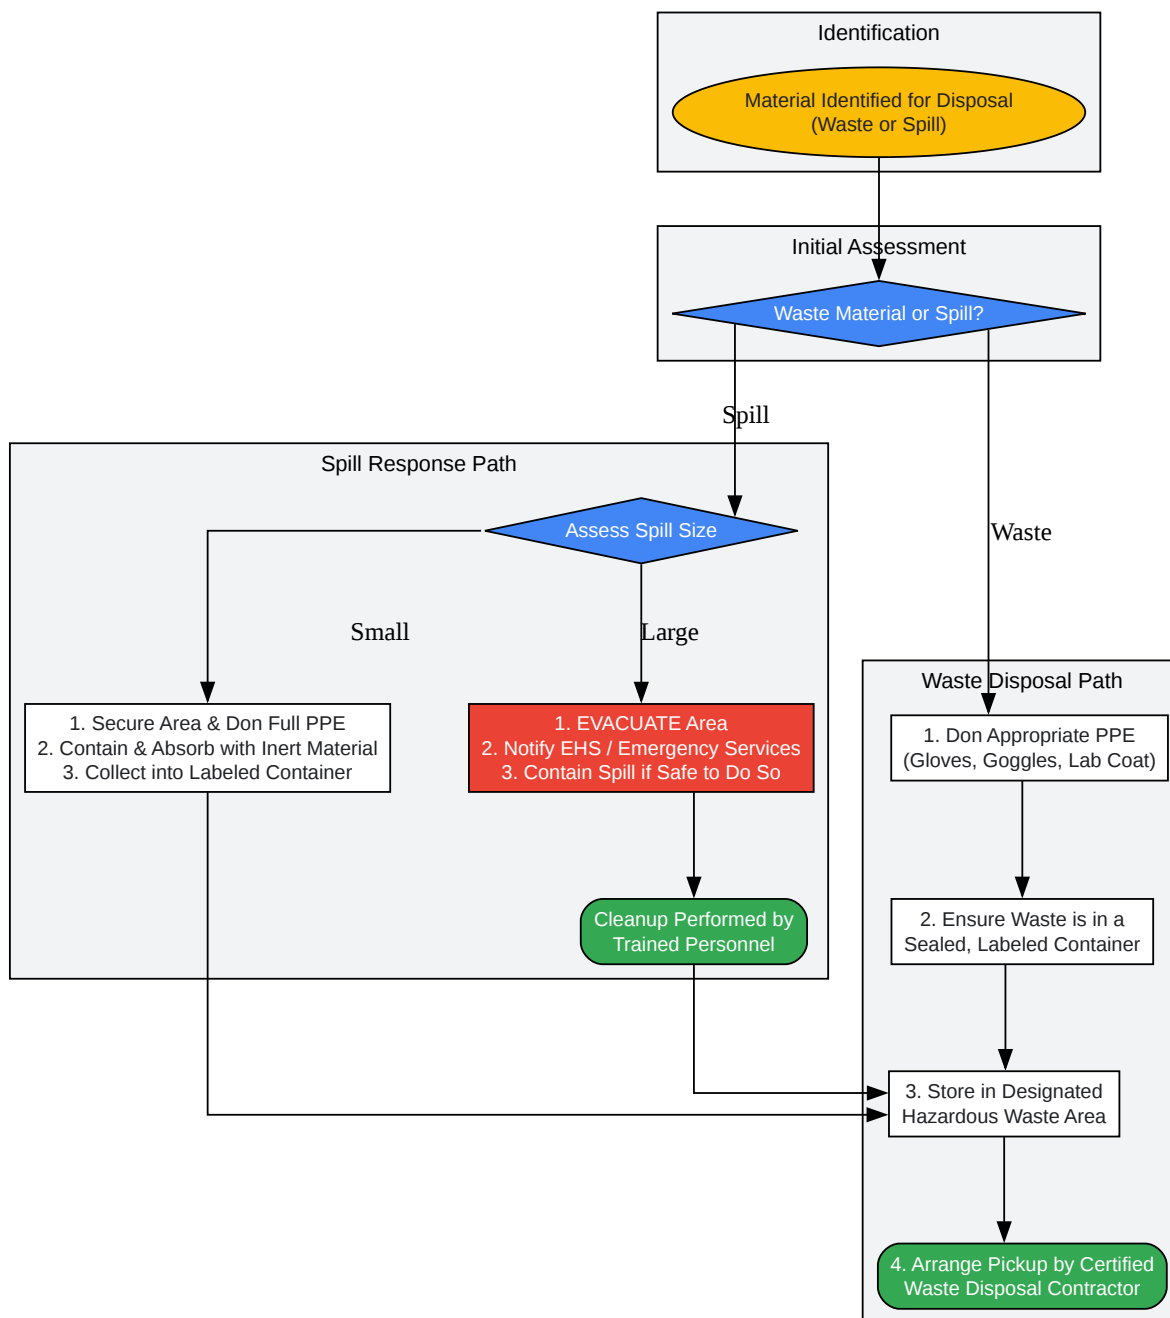 Identification
Material Identified for Disposal
(Waste or Spill)
Initial Assessment
Waste Material or Spill?
Spill
Waste
Spill Response Path
Assess Spill Size
Small
Large
1. Secure Area & Don Full PPE
2. Contain & Absorb with Inert Material
3. Collect into Labeled Container
1. EVACUATE Area
2. Notify EHS / Emergency Services
3. Contain Spill if Safe to Do So
Cleanup Performed by
Trained Personnel
Waste Disposal Path
1. Don Appropriate PPE
(Gloves, Goggles, Lab Coat)
2. Ensure Waste is in a
Sealed, Labeled Container
3. Store in Designated
Hazardous Waste Area
4. Arrange Pickup by Certified
Waste Disposal Contractor